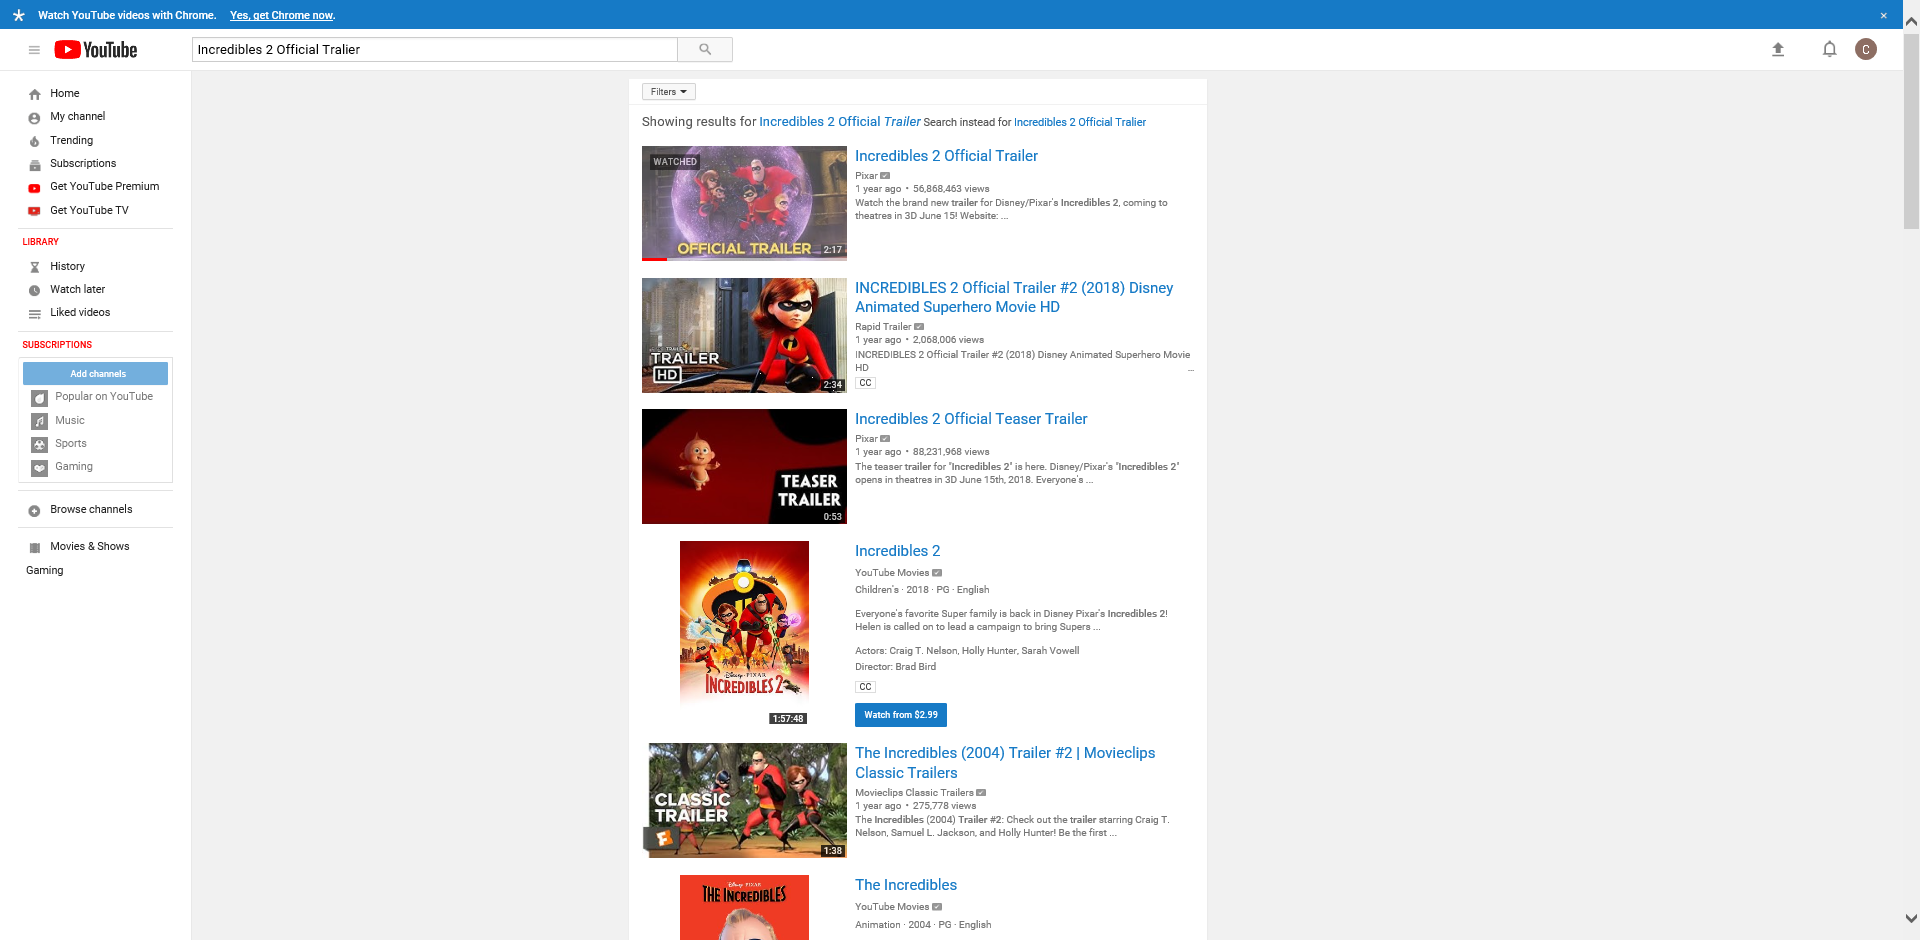 Watch YouTube videos with Chrome. Yes, get Chrome now. ×
YouTube
Incredibles 2 Official Tralier
C
Home
My channel
Trending
Subscriptions
Get YouTube Premium
Get YouTube TV
LIBRARY
History
Watch later
Liked videos
SUBSCRIPTIONS
Add channels
Popular on YouTube
Music
Sports
Gaming
Browse channels
Movies & Shows
Gaming
Filters
Showing results for Incredibles 2 Official Trailer Search instead for Incredibles 2 Official Tralier
WATCHED
OFFICIAL TRAILER
2:17
Incredibles 2 Official Trailer
Pixar
1 year ago • 56,868,463 views
Watch the brand new trailer for Disney/Pixar's Incredibles 2, coming to
theatres in 3D June 15! Website: ...
TRAILER
HD
2:34
INCREDIBLES 2 Official Trailer #2 (2018) Disney
Animated Superhero Movie HD
Rapid Trailer
1 year ago • 2,068,006 views
INCREDIBLES 2 Official Trailer #2 (2018) Disney Animated Superhero Movie
HD ...
CC
TEASER
TRAILER
0:53
Incredibles 2 Official Teaser Trailer
Pixar
1 year ago • 88,231,968 views
The teaser trailer for "Incredibles 2" is here. Disney/Pixar's "Incredibles 2"
opens in theatres in 3D June 15th, 2018. Everyone's ...
Disney PIXAR
INCREDIBLES 2
1:57:48
Incredibles 2
YouTube Movies
Children's · 2018 · PG · English
Everyone's favorite Super family is back in Disney Pixar's Incredibles 2!
Helen is called on to lead a campaign to bring Supers ...
Actors: Craig T. Nelson, Holly Hunter, Sarah Vowell
Director: Brad Bird
CC
Watch from $2.99
CLASSIC
TRAILER
F
1:38
The Incredibles (2004) Trailer #2 | Movieclips
Classic Trailers
Movieclips Classic Trailers
1 year ago • 275,778 views
The Incredibles (2004) Trailer #2: Check out the trailer starring Craig T.
Nelson, Samuel L. Jackson, and Holly Hunter! Be the first ...
Disney PIXAR
THE INCREDIBLES
The Incredibles
YouTube Movies
Animation · 2004 · PG · English